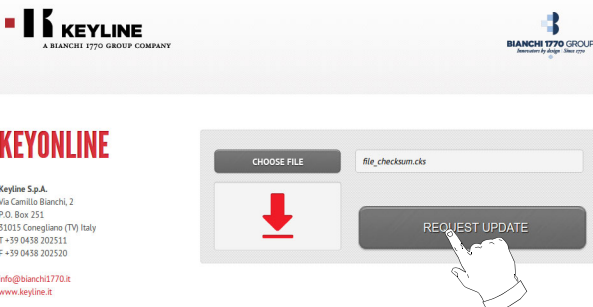 KEYLINE
A BIANCHI 1770 GROUP COMPANY
BIANCHI 1770 GROUP
Innovators by design Since 1770
KEYONLINE
CHOOSE FILE
file_checksum.cks
REQUEST UPDATE
Keyline S.p.A.
Via Camillo Bianchi, 2
P.O. Box 251
31015 Conegliano (TV) Italy
T +39 0438 202511
F +39 0438 202520
info@bianchi1770.it
www.keyline.it